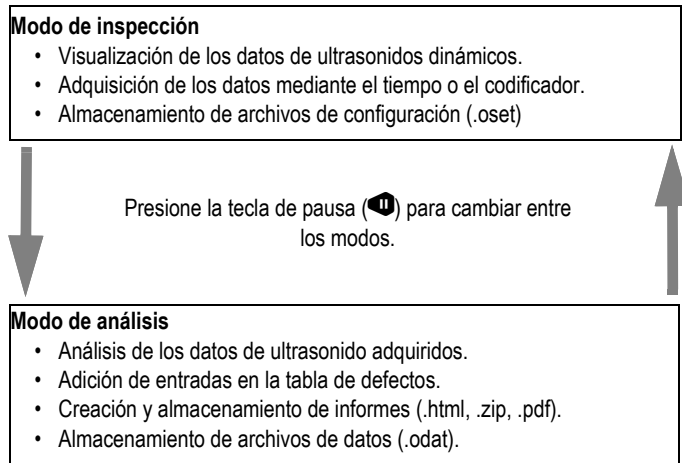 Modo de inspección
• Visualización de los datos de ultrasonidos dinámicos.
• Adquisición de los datos mediante el tiempo o el codificador.
• Almacenamiento de archivos de configuración (.oset)
Presione la tecla de pausa () para cambiar entre
los modos.
Modo de análisis
• Análisis de los datos de ultrasonido adquiridos.
• Adición de entradas en la tabla de defectos.
• Creación y almacenamiento de informes (.html, .zip, .pdf).
• Almacenamiento de archivos de datos (.odat).